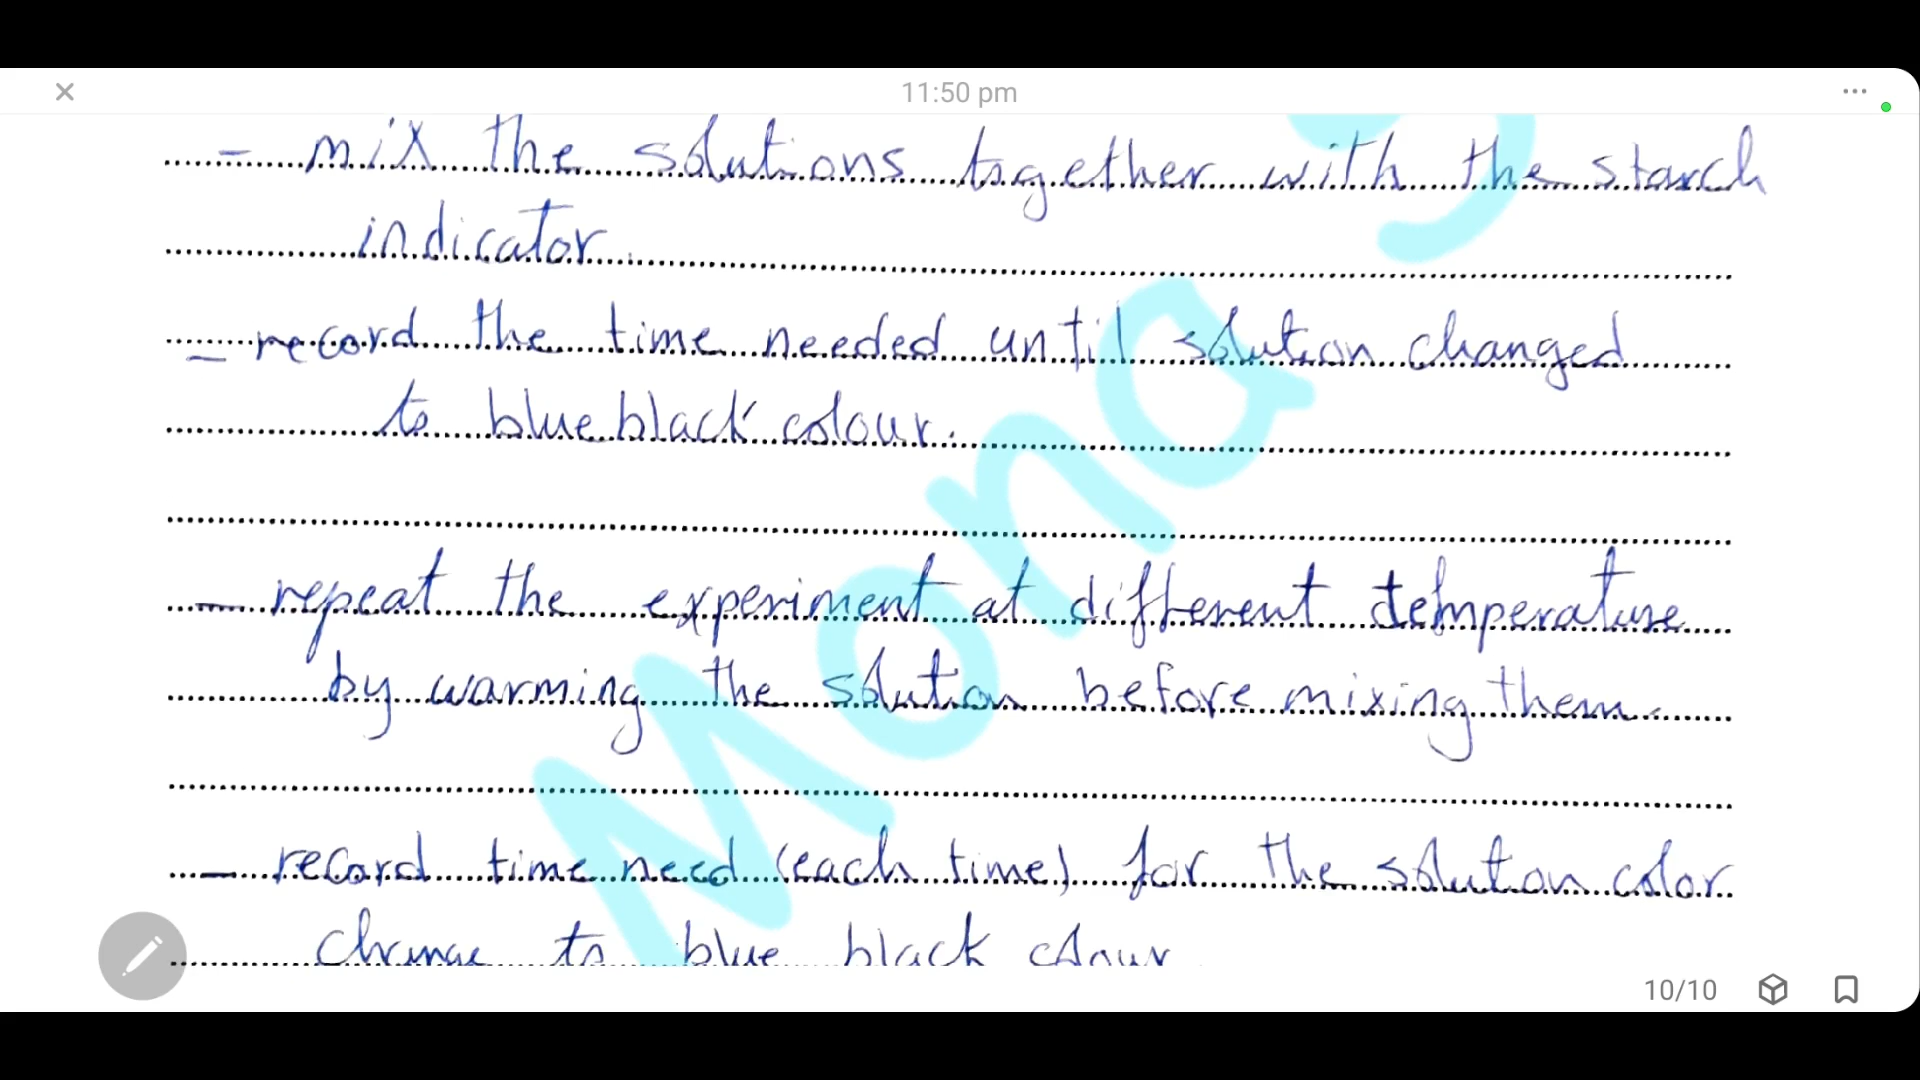 11:50 pm
- mix the solutions together with the starch
indicator.
- record the time needed until solution changed
to blue black colour.
- repeat the experiment at different temperature
by warming the solution before mixing them.
- record time need (each time) for the solution color
change to blue black colour
Mona
10/10